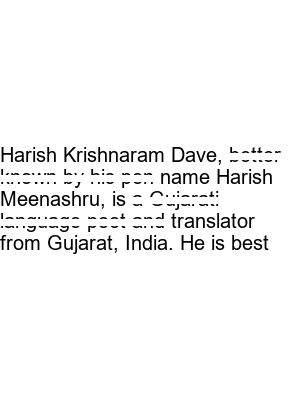 Harish Krishnaram Dave, better
known by his pen name Harish
Meenashru, is a Gujarati
language poet and translator
from Gujarat, India. He is best